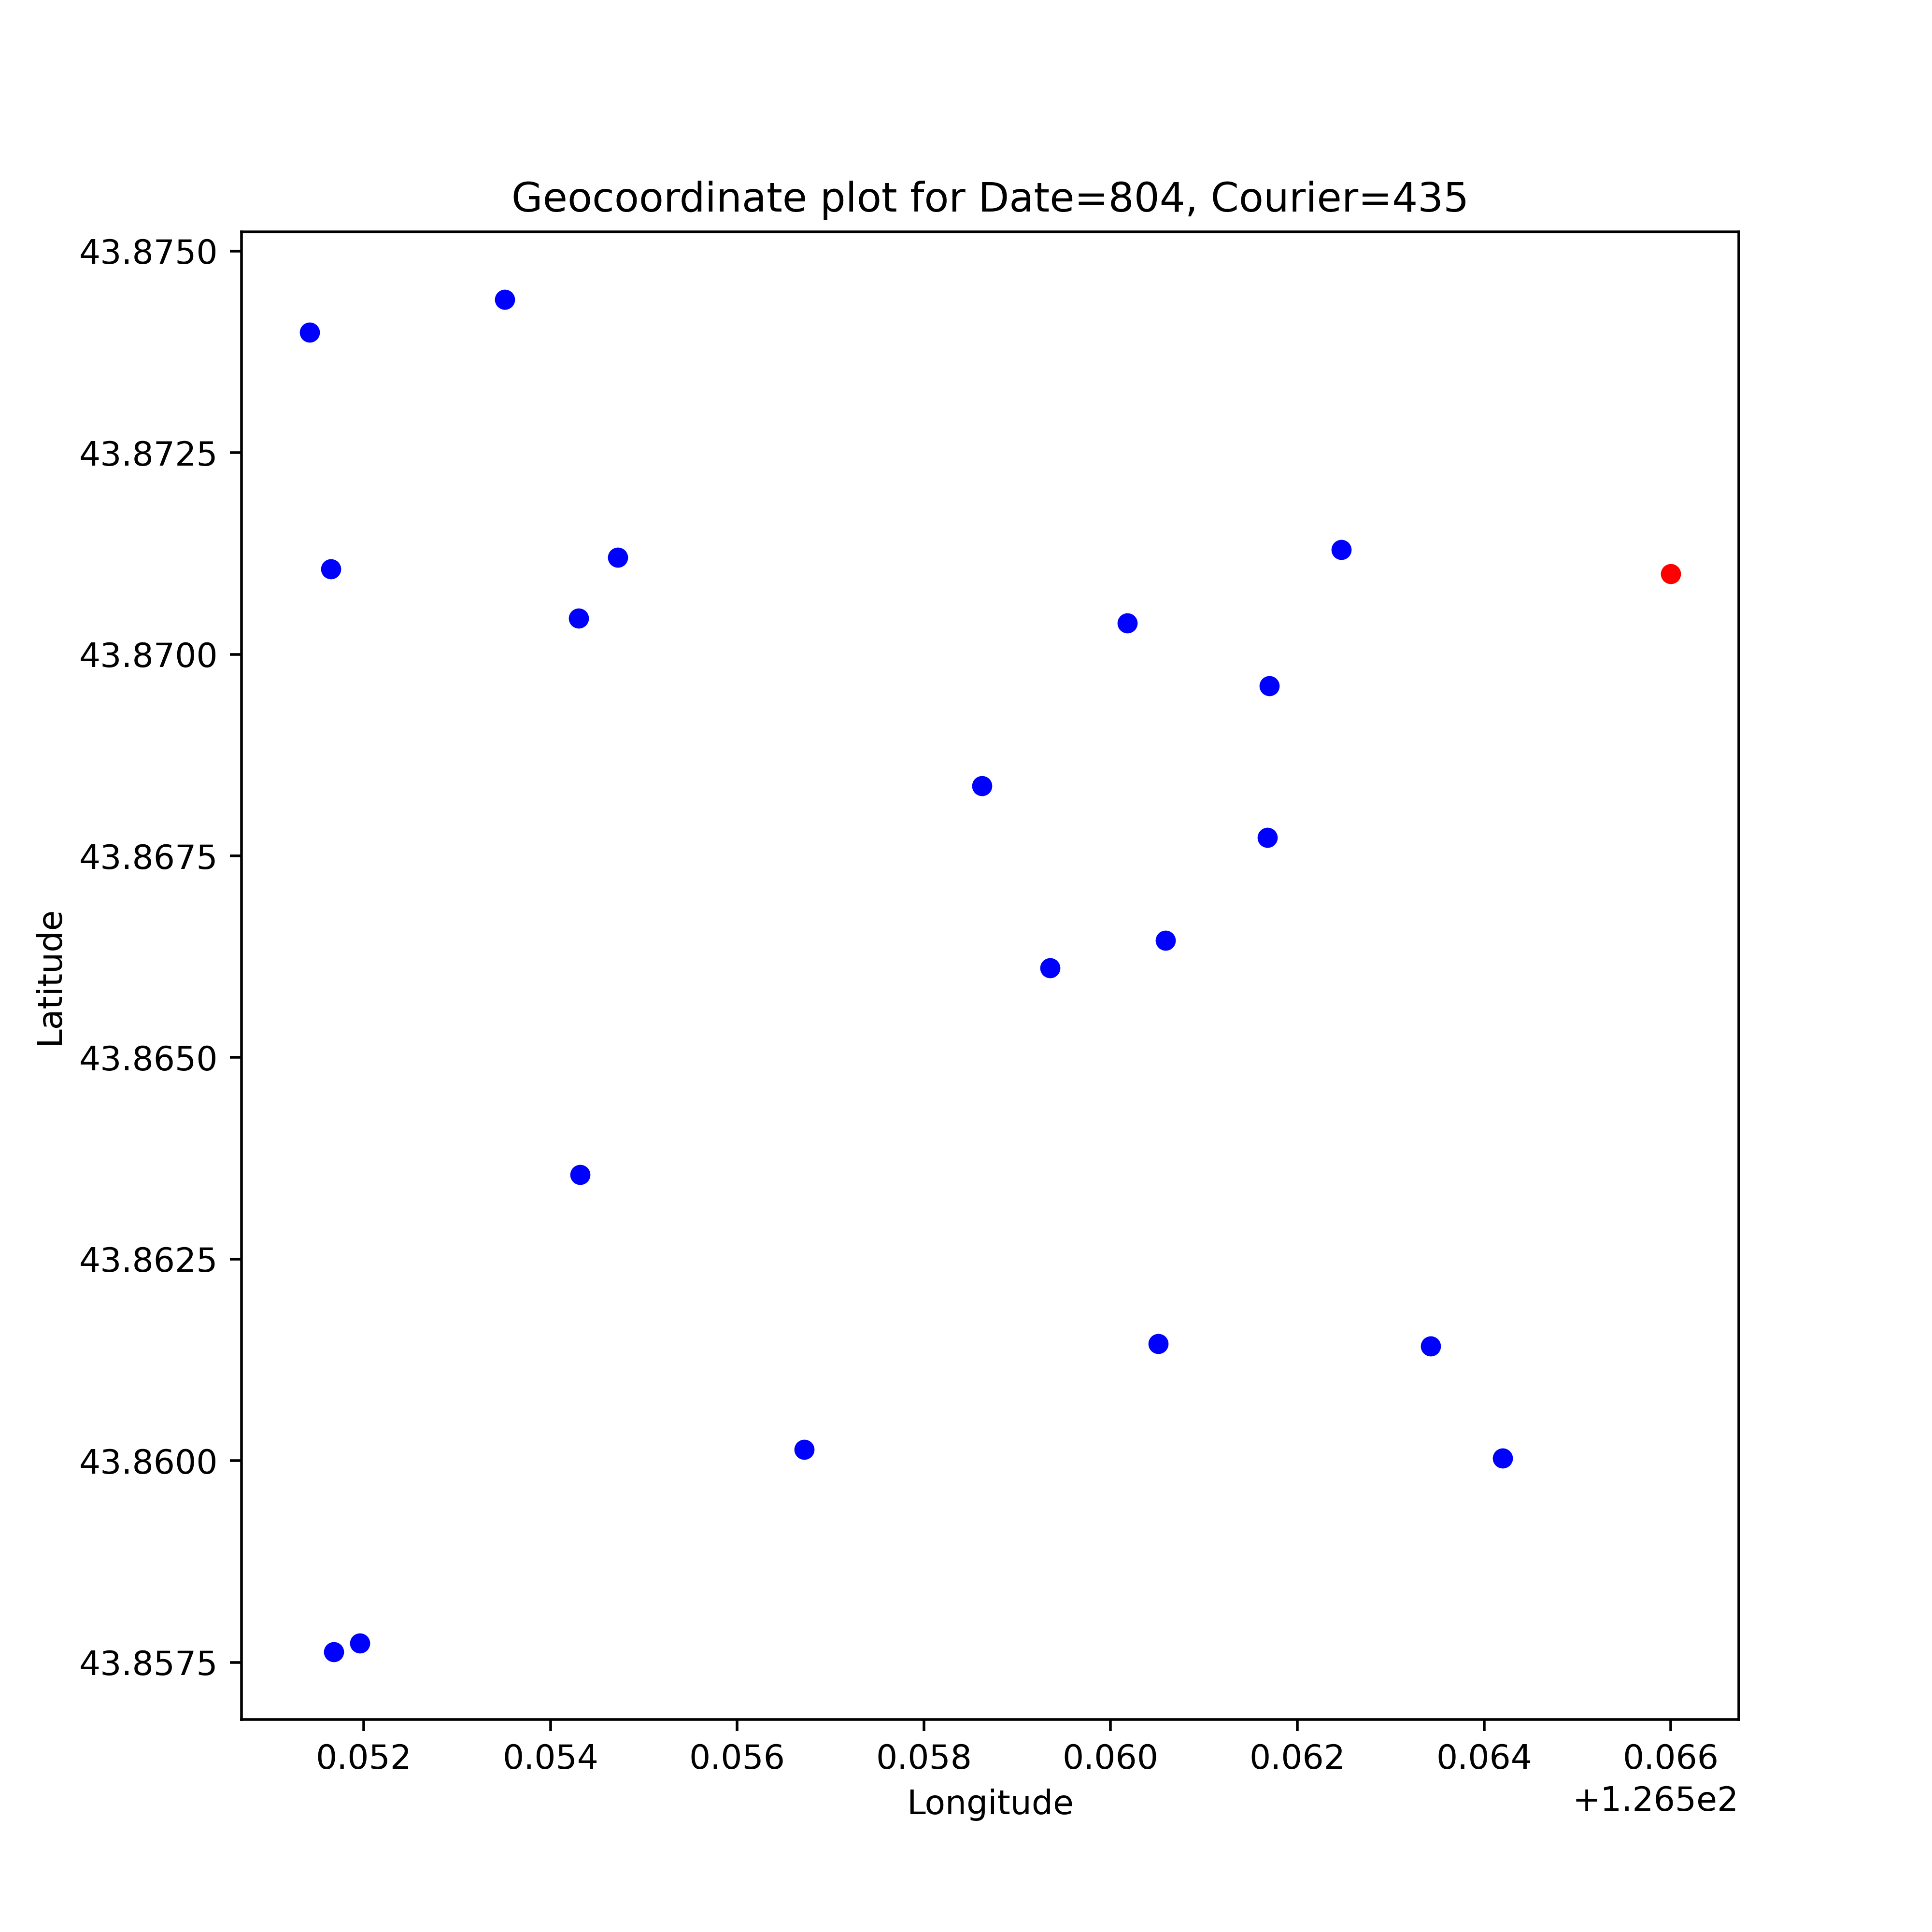 Geocoordinate plot for Date=804, Courier=435
43.8750
43.8725
43.8700
43.8675
43.8650
43.8625
43.8600
43.8575
Latitude
0.052 0.054 0.056 0.058 0.060 0.062 0.064 0.066
+1.265e2
Longitude